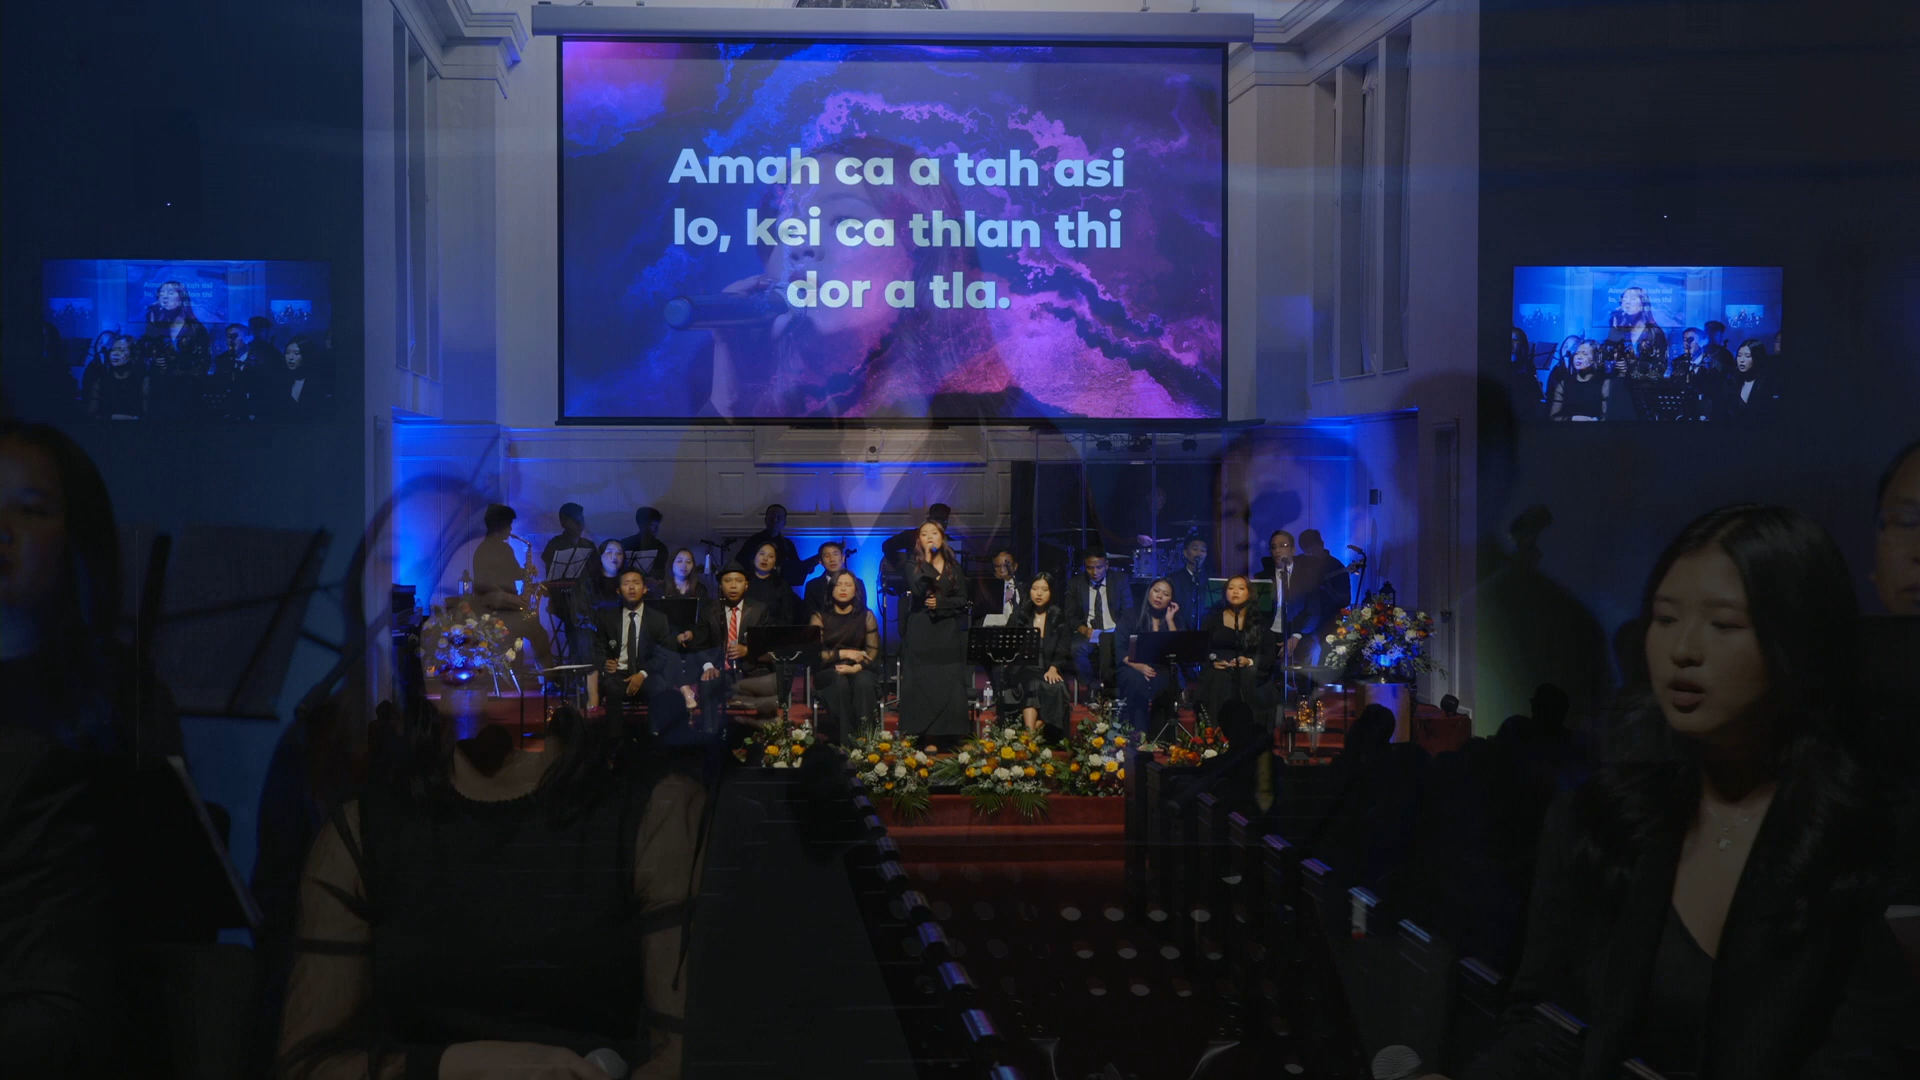 Amah ca a tah asi
lo, kei ca thlan thi
dor a tla.